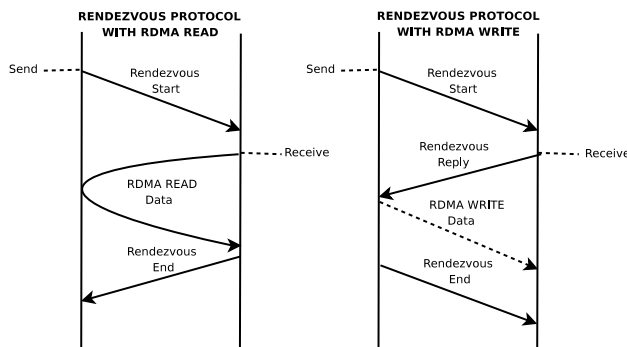 RENDEZVOUS PROTOCOL
WITH RDMA READ
Send
Rendezvous
Start
Receive
RDMA READ
Data
Rendezvous
End
RENDEZVOUS PROTOCOL
WITH RDMA WRITE
Send
Rendezvous
Start
Rendezvous
Reply
Receive
RDMA WRITE
Data
Rendezvous
End